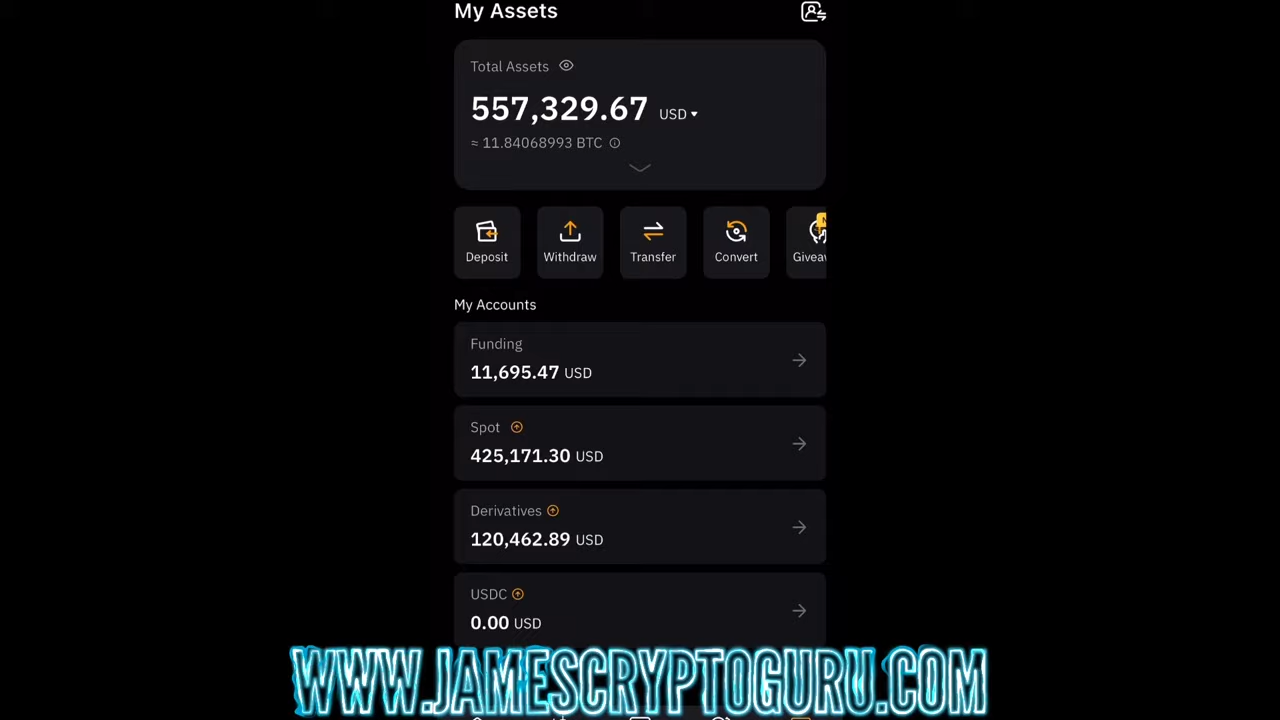 My Assets
Total Assets
557,329.67 USD
≈ 11.84068993 BTC
Deposit Withdraw Transfer Convert
My Accounts
Funding
11,695.47 USD
Spot
425,171.30 USD
Derivatives
120,462.89 USD
USDC
0.00 USD
WWW.JAMESCRYPTOGURU.COM